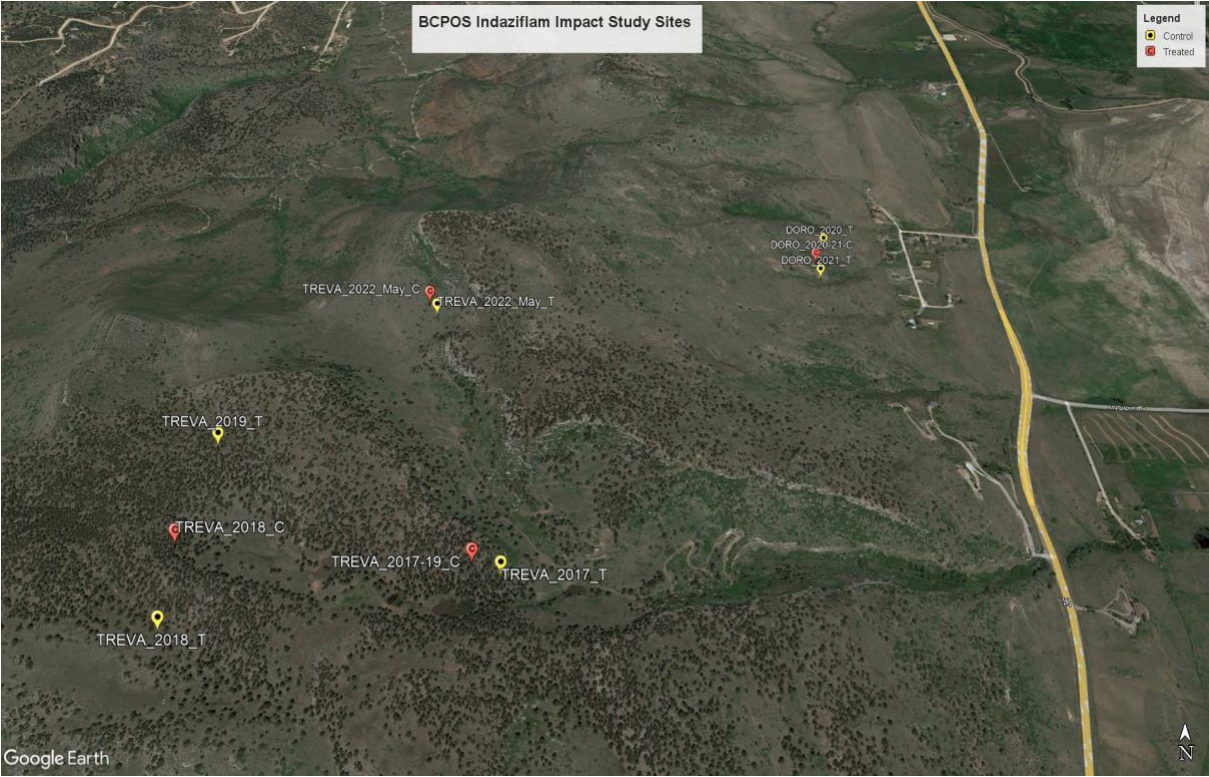 BCPOS Indaziflam Impact Study Sites
Legend
Control
C Treated
DORO_2020_T
DORO_2020-21-C
C
DORO_2021_T
TREVA_2022_May_C
C
TREVA_2022_May_T
TREVA_2019_T
C
TREVA_2018_C
TREVA_2017-19_C
C
TREVA_2017_T
TREVA_2018_T
Google Earth
N